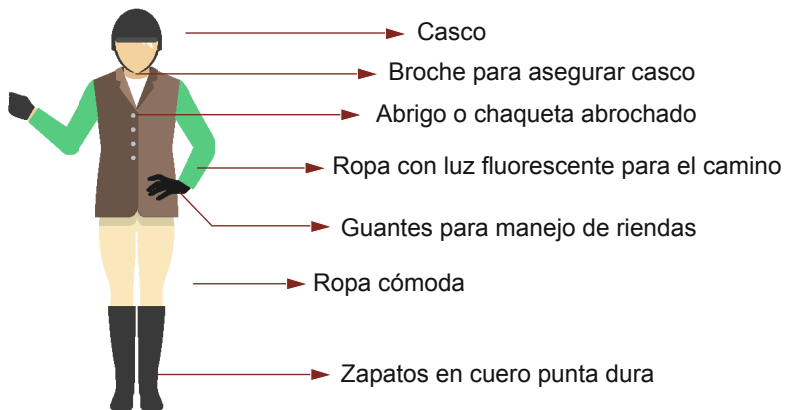 Casco
Broche para asegurar casco
Abrigo o chaqueta abrochado
Ropa con luz fluorescente para el camino
Guantes para manejo de riendas
Ropa cómoda
Zapatos en cuero punta dura